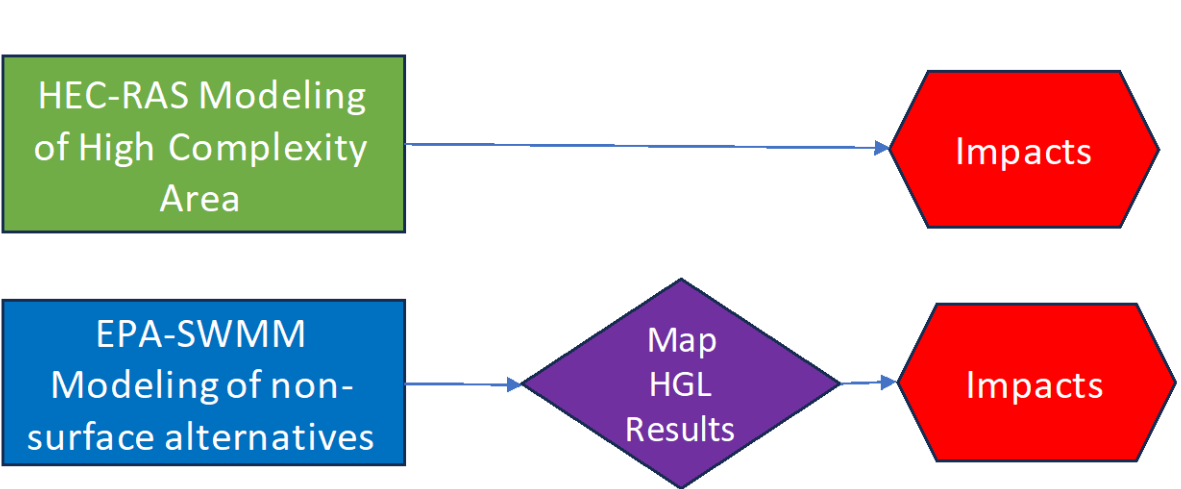 HEC-RAS Modeling
of High Complexity
Area
Impacts
EPA-SWMM
Modeling of non-
surface alternatives
Map
HGL
Results
Impacts